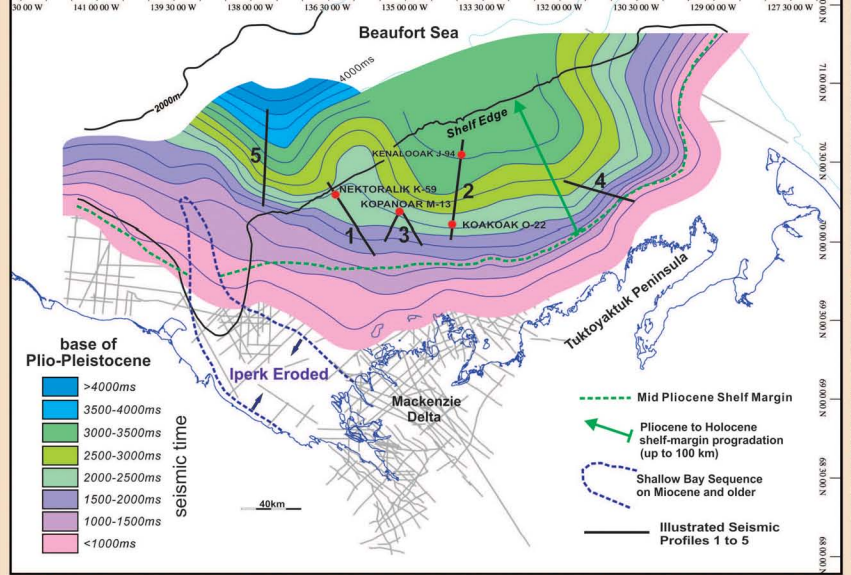 30 00 W 141 00 00 W 139 30 00 W 138 00 00 W 136 30 00 W 135 00 00 W 133 30 00 W 132 00 00 W 130 30 00 W 129 00 00 W 127 30 00 W
Beaufort Sea
4000ms
2000m
71 00 00 N
Shelf Edge
KENALOOAK J-94
5
70 30 00 N
NEKTORALIK K-59
2
4
KOPANOAR M-13
KOAKOAK O-22
1
3
70 00 00 N
Tuktoyaktuk Peninsula
69 30 00 N
base of
Plio-Pleistocene
Iperk Eroded
>4000ms
3500-4000ms
3000-3500ms
2500-3000ms
2000-2500ms
1500-2000ms
1000-1500ms
<1000ms
seismic time
Mackenzie
Delta
40km
Mid Pliocene Shelf Margin
69 00 00 N
Pliocene to Holocene
shelf-margin progradation
(up to 100 km)
Shallow Bay Sequence
on Miocene and older
68 30 00 N
Illustrated Seismic
Profiles 1 to 5
68 00 00 N